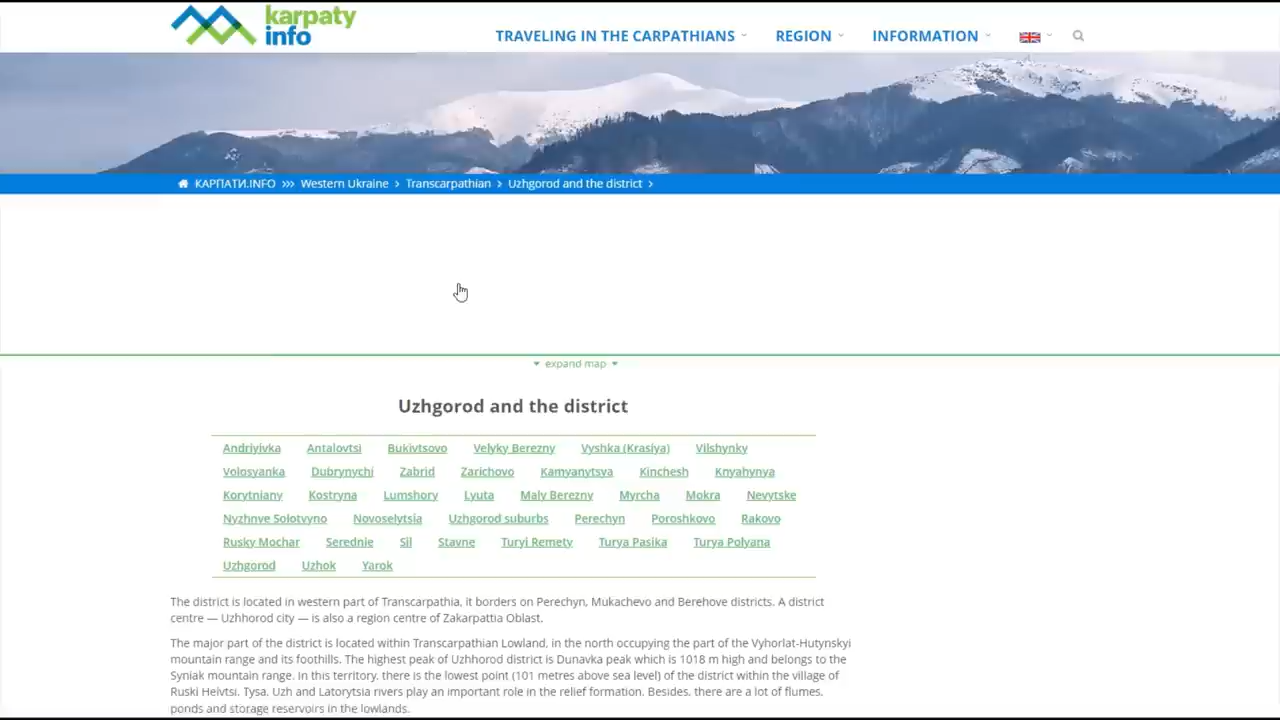 karpaty
info
TRAVELING IN THE CARPATHIANS REGION INFORMATION
КАРПАТИ.INFO Western Ukraine Transcarpathian Uzhgorod and the district
expand map
Uzhgorod and the district
Andriyivka Antalovtsi Bukivtsovo Velyky Berezny Vyshka (Krasiya) Vilshynky
Volosyanka Dubrynychi Zabrid Zarichovo Kamyanytsya Kinchesh Knyahynya
Korytniany Kostryna Lumshory Lyuta Maly Berezny Myrcha Mokra Nevytske
Nyzhnye Solotvyno Novoselytsia Uzhgorod suburbs Perechyn Poroshkovo Rakovo
Rusky Mochar Serednie Sil Stavne Turyi Remety Turya Pasika Turya Polyana
Uzhgorod Uzhok Yarok
The district is located in western part of Transcarpathia, it borders on Perechyn, Mukachevo and Berehove districts. A district
centre — Uzhhorod city — is also a region centre of Zakarpattia Oblast.
The major part of the district is located within Transcarpathian Lowland, in the north occupying the part of the Vyhorlat-Hutynskyi
mountain range and its foothills. The highest peak of Uzhhorod district is Dunavka peak which is 1018 m high and belongs to the
Syniak mountain range. In this territory, there is the lowest point (101 metres above sea level) of the district within the village of
Ruski Heivtsi. Tysa, Uzh and Latorytsia rivers play an important role in the relief formation. Besides, there are a lot of flumes,
ponds and storage reservoirs in the lowlands.